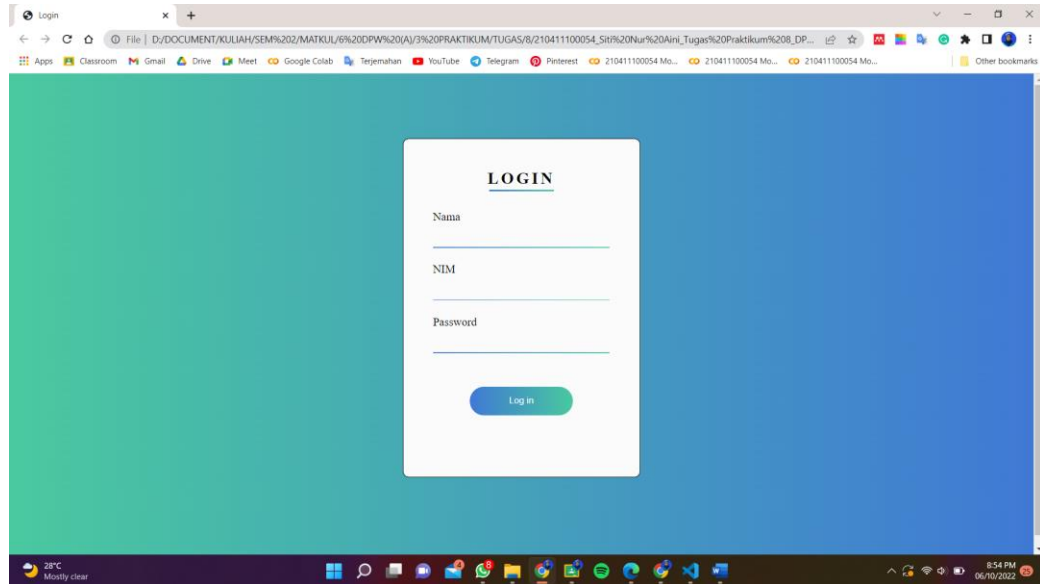 Login
File | D:/DOCUMENT/KULIAH/SEM%202/MATKUL/6%20DPW%20(A)/3%20PRAKTIKUM/TUGAS/8/210411100054_Siti%20Nur%20Aini_Tugas%20Praktikum%208_DP...
Apps Classroom Gmail Drive Meet Google Colab Terjemahan YouTube Telegram Pinterest 210411100054 Mo... 210411100054 Mo... 210411100054 Mo... Other bookmarks
LOGIN
Nama
NIM
Password
Log in
28°C
Mostly clear
8:54 PM
06/10/2022
25